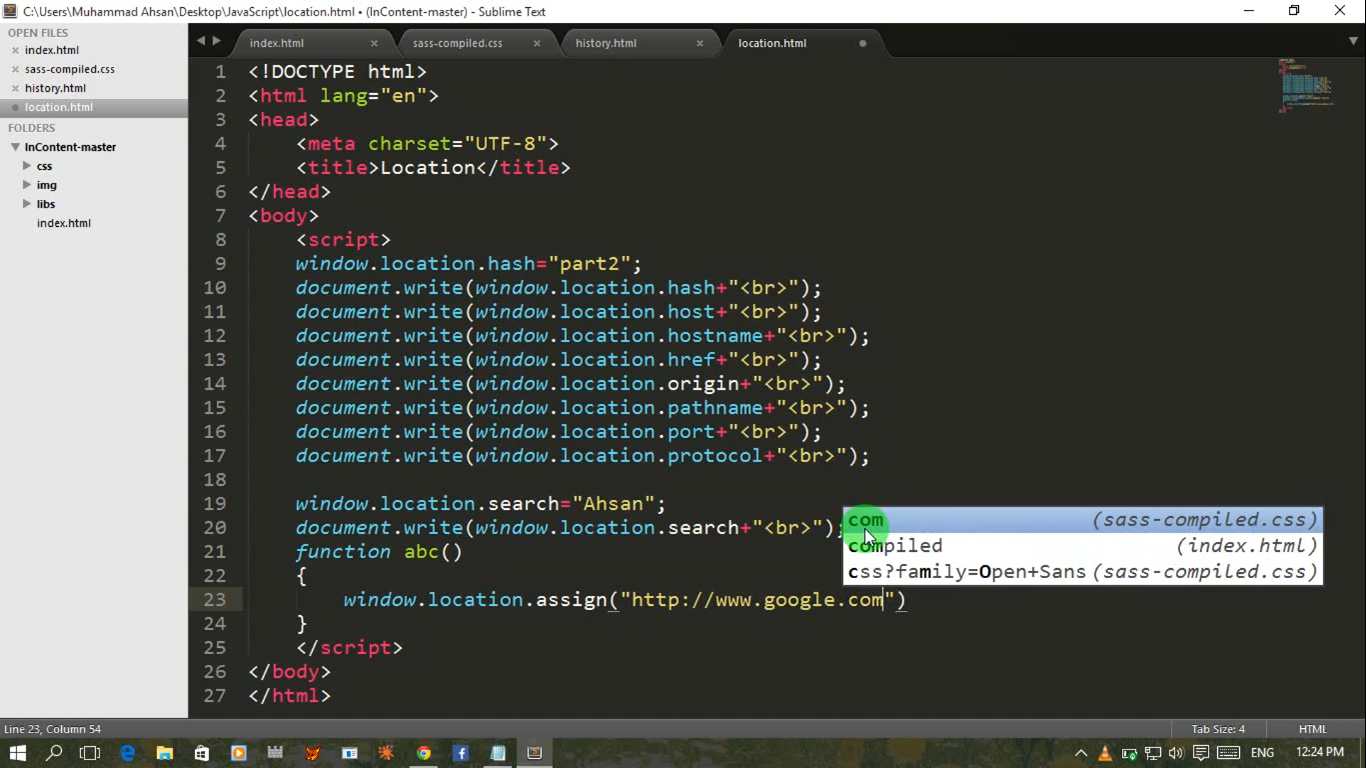 C:\Users\Muhammad Ahsan\Desktop\JavaScript\location.html • (InContent-master) - Sublime Text
OPEN FILES
index.html
sass-compiled.css
history.html
location.html
FOLDERS
InContent-master
css
img
libs
index.html
index.html
sass-compiled.css
history.html
location.html
1 <!DOCTYPE html>
2 <html lang="en">
3 <head>
4 <meta charset="UTF-8">
5 <title>Location</title>
6 </head>
7 <body>
8 <script>
9 window.location.hash="part2";
10 document.write(window.location.hash+"<br>");
11 document.write(window.location.host+"<br>");
12 document.write(window.location.hostname+"<br>");
13 document.write(window.location.href+"<br>");
14 document.write(window.location.origin+"<br>");
15 document.write(window.location.pathname+"<br>");
16 document.write(window.location.port+"<br>");
17 document.write(window.location.protocol+"<br>");
18
19 window.location.search="Ahsan";
20 document.write(window.location.search+"<br>");
21 function abc()
22 {
23 window.location.assign("http://www.google.com")
24 }
25 </script>
26 </body>
27 </html>
com (sass-compiled.css)
compiled (index.html)
css?family=Open+Sans (sass-compiled.css)
Line 23, Column 54
Tab Size: 4
HTML
ENG
12:24 PM